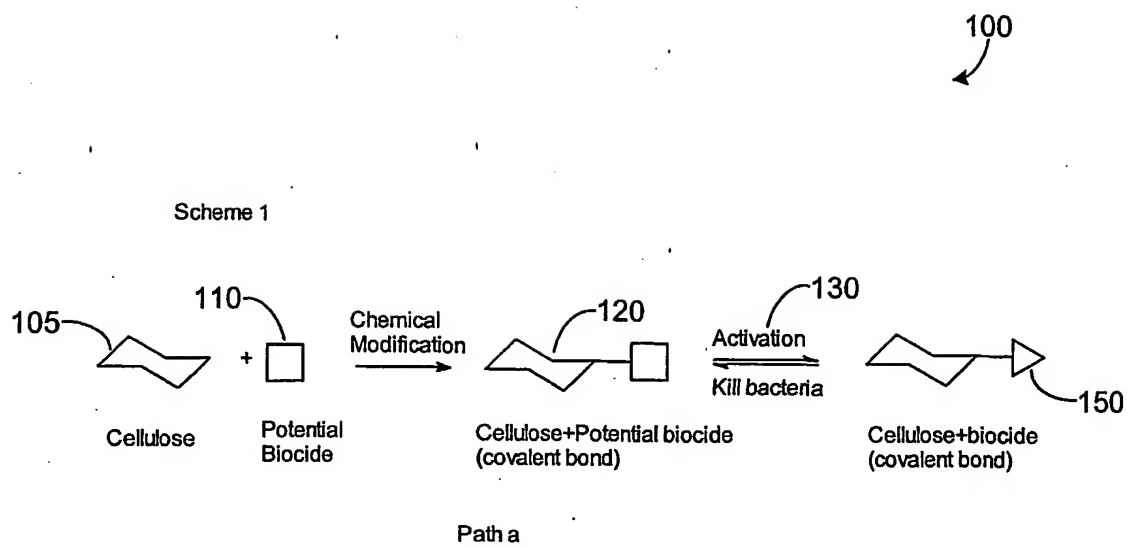 100
Scheme 1
105
110
+
Chemical
Modification
120
130
Activation
Kill bacteria
150
Cellulose
Potential
Biocide
Cellulose+Potential biocide
(covalent bond)
Cellulose+biocide
(covalent bond)
Path a